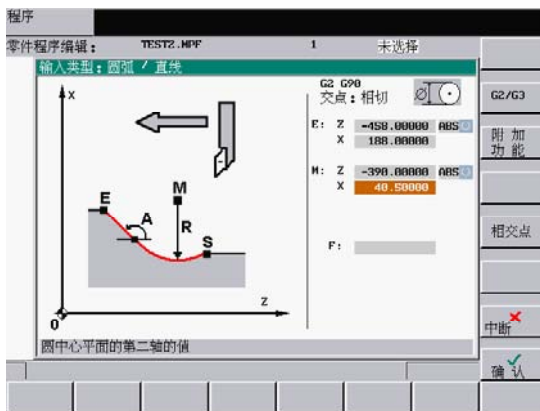 程序
零件程序编辑： TEST2.MPF 1 未选择
输入类型：圆弧 / 直线
G2 G90
交点：相切
E： Z -458.00000 ABS
X 188.00000
M： Z -390.00000 ABS
X 40.50000
F：
X
E
A
M
R
S
Z
0
圆中心平面的第二轴的值
G2/G3
附 加
功 能
相交点
中断
确 认